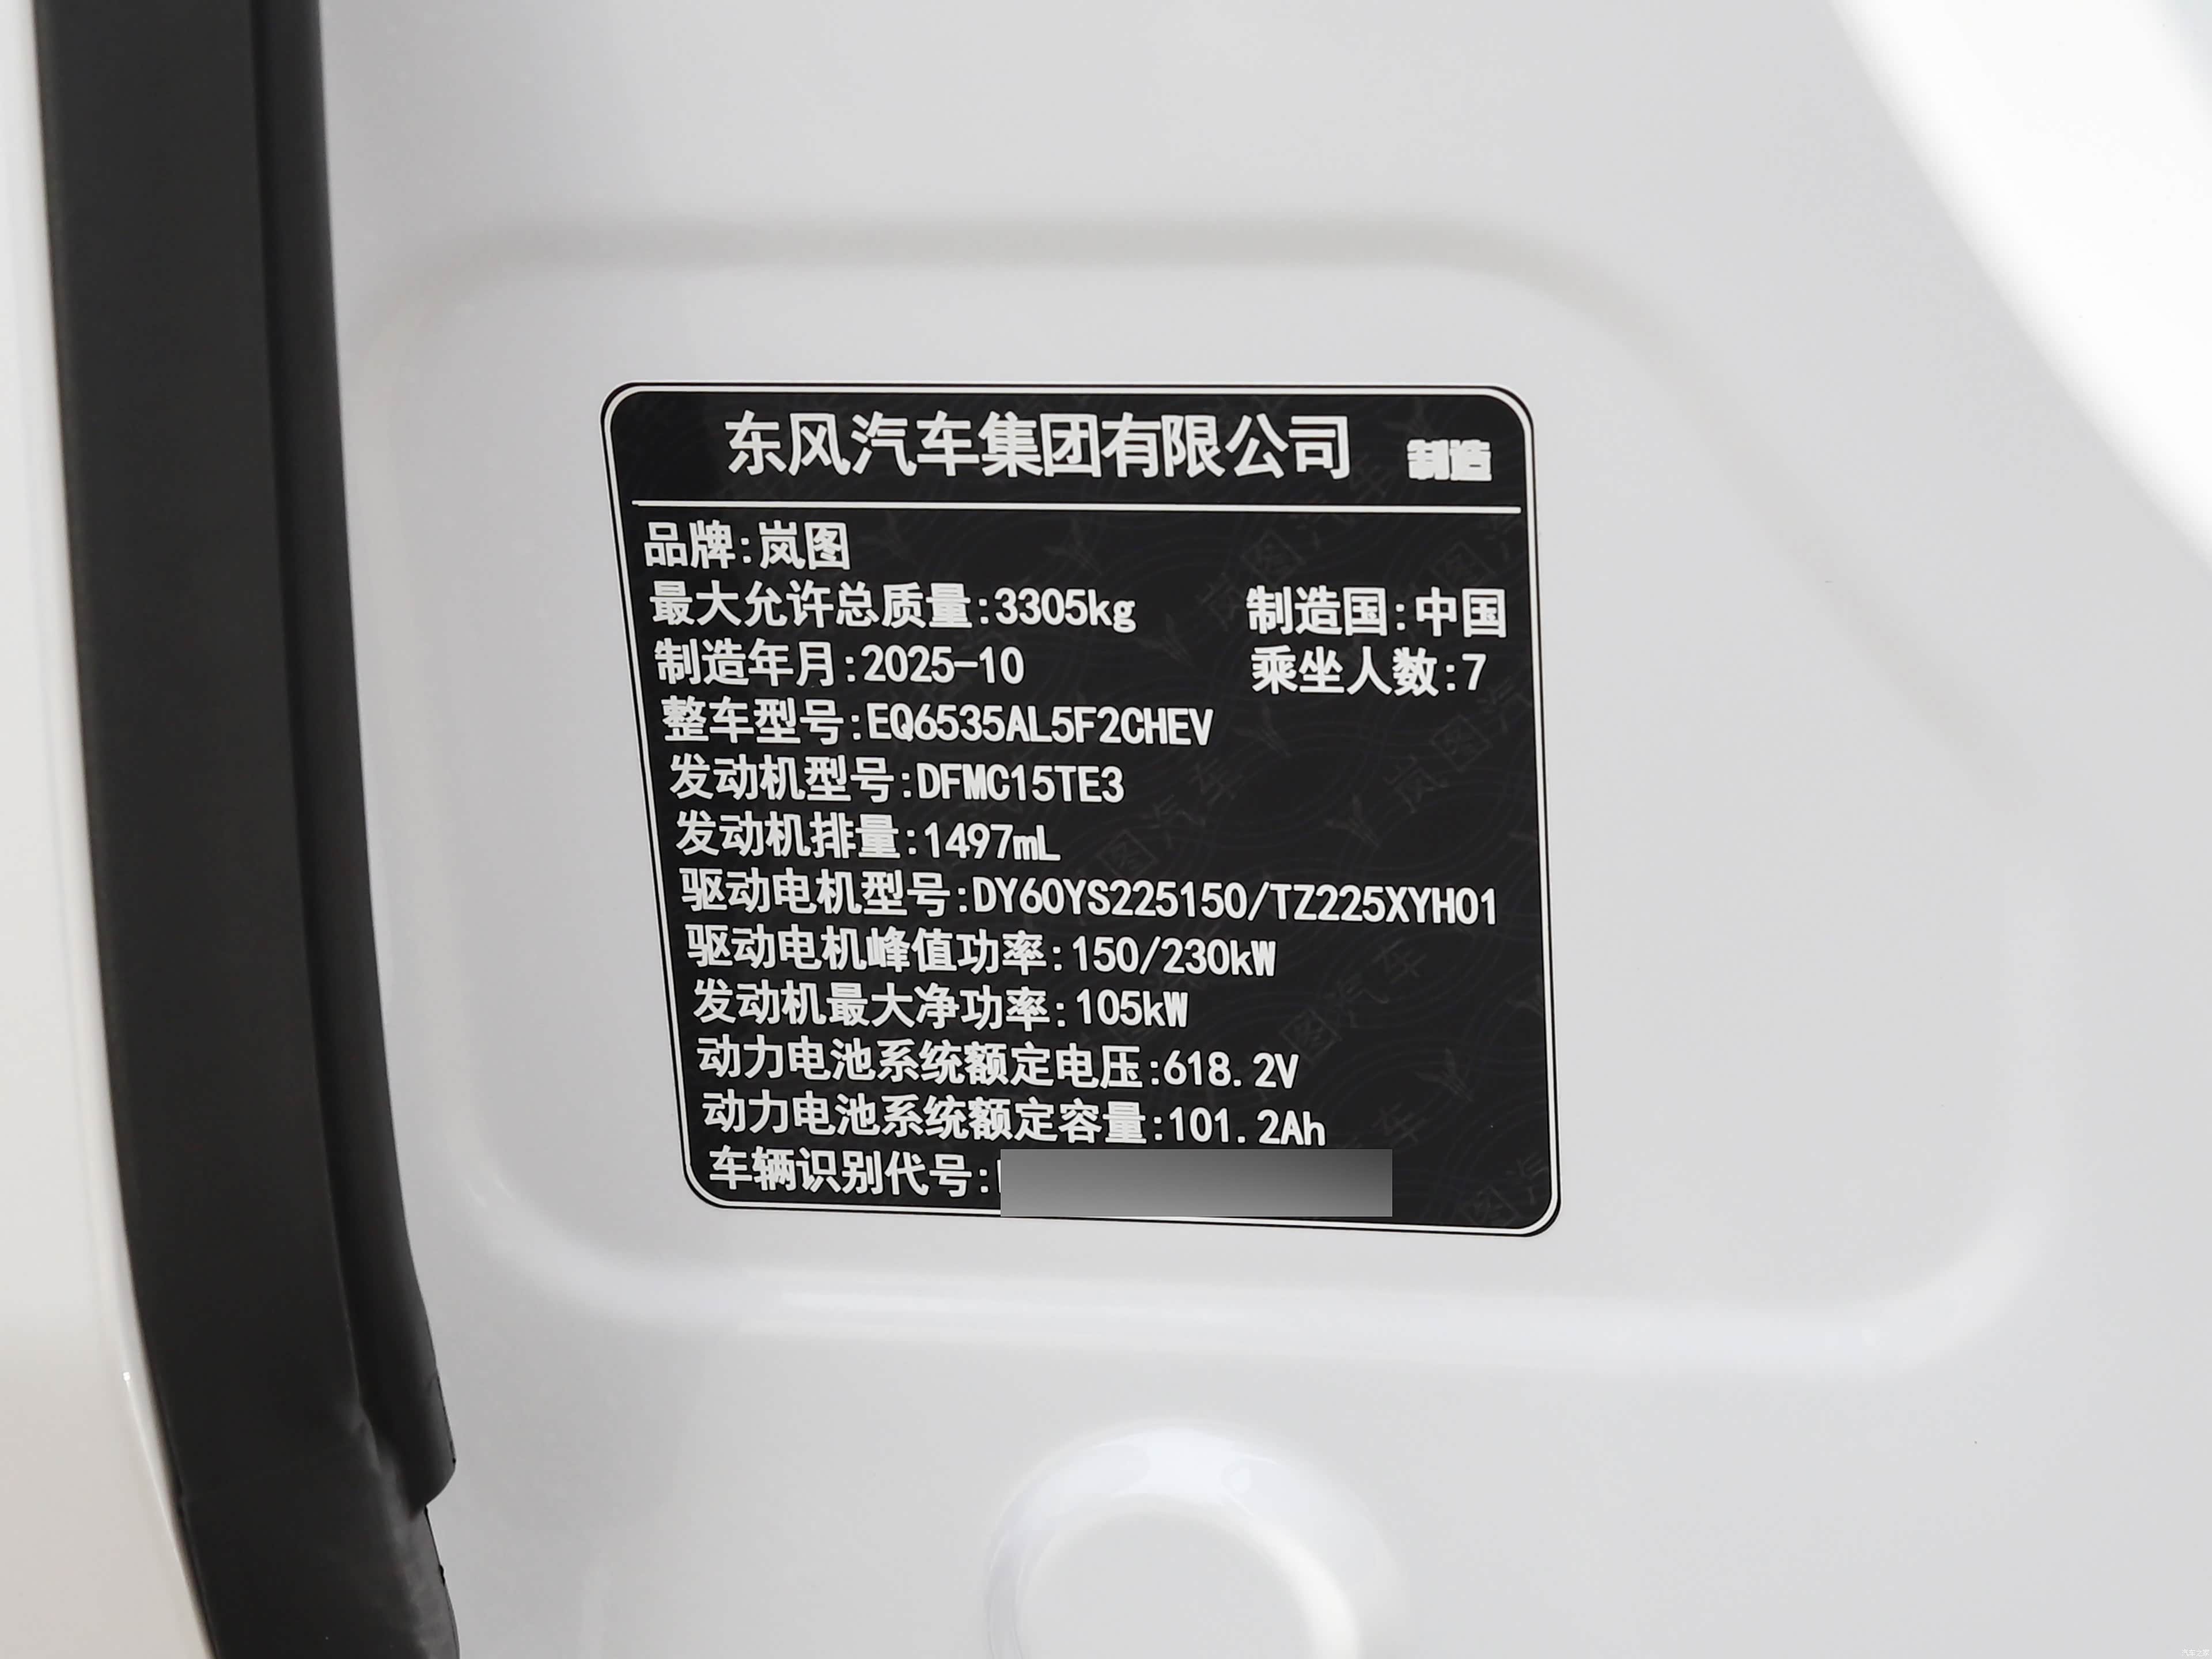 东风汽车集团有限公司 制造
品牌:岚图
最大允许总质量:3305kg 制造国:中国
制造年月:2025-10 乘坐人数:7
整车型号:EQ6535AL5F2CHEV
发动机型号:DFMC15TE3
发动机排量:1497mL
驱动电机型号:DY60YS225150/TZ225XYH01
驱动电机峰值功率:150/230kW
发动机最大净功率:105kW
动力电池系统额定电压:618.2V
动力电池系统额定容量:101.2Ah
车辆识别代号:
汽车之家